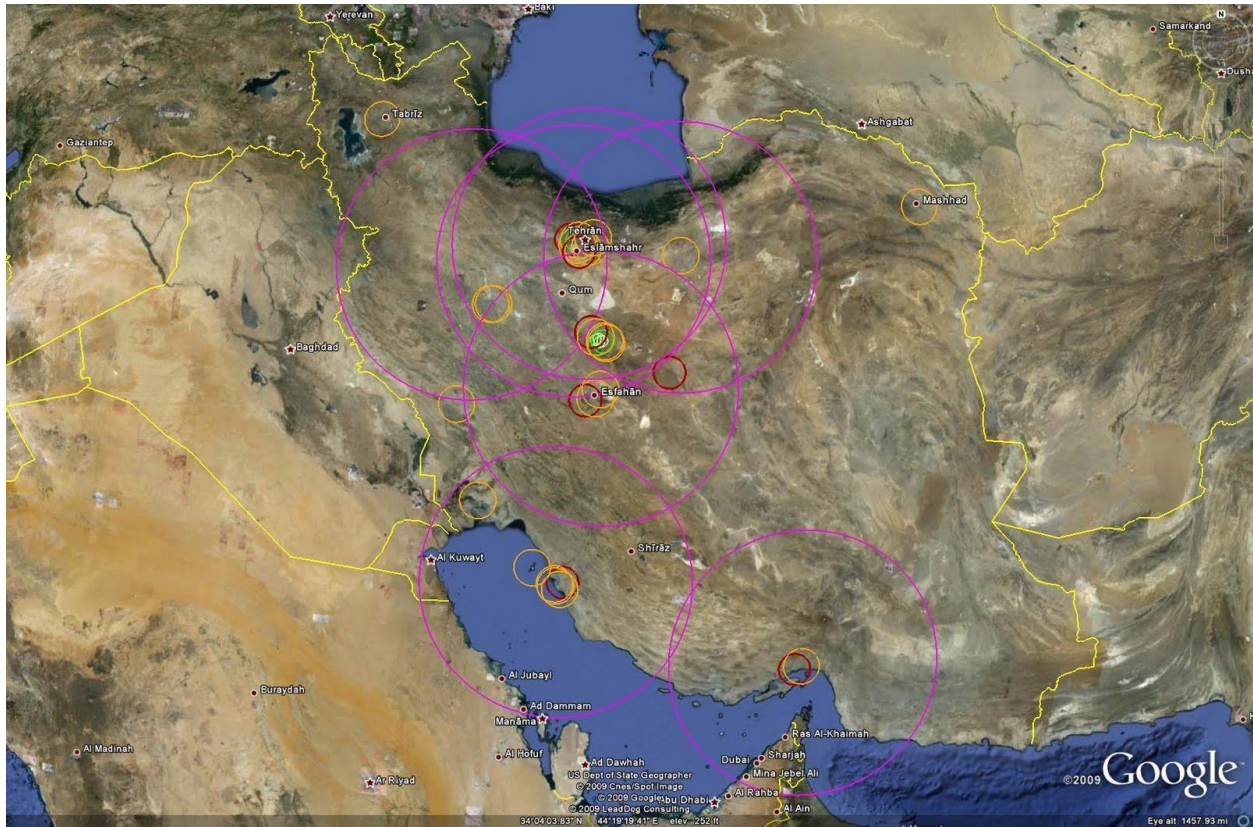 Yerevan
Baki
N
Samarkand
Tabrīz
Ashgabat
Gaziantep
Mashhad
Tehrān
Eslāmshahr
Qum
Baghdad
Esfahān
Shīrāz
Al Kuwayt
Al Jubayl
Buraydah
Ad Dammam
Manāma
Ras Al-Khaimah
Al Madinah
Al Hofuf
Ad Dawhah
Dubai
Sharjah
US Dept of State Geographer
Mina Jebel Ali
Ar Riyad
© 2009 Cnes/Spot Image
© 2009 Google
Abu Dhabi
Al Rahba
© 2009 LeadDog Consulting
Al Ain
©2009 Google
34°04'03.83" N 44°19'19.41" E elev 252 ft
Eye alt 1457.93 mi